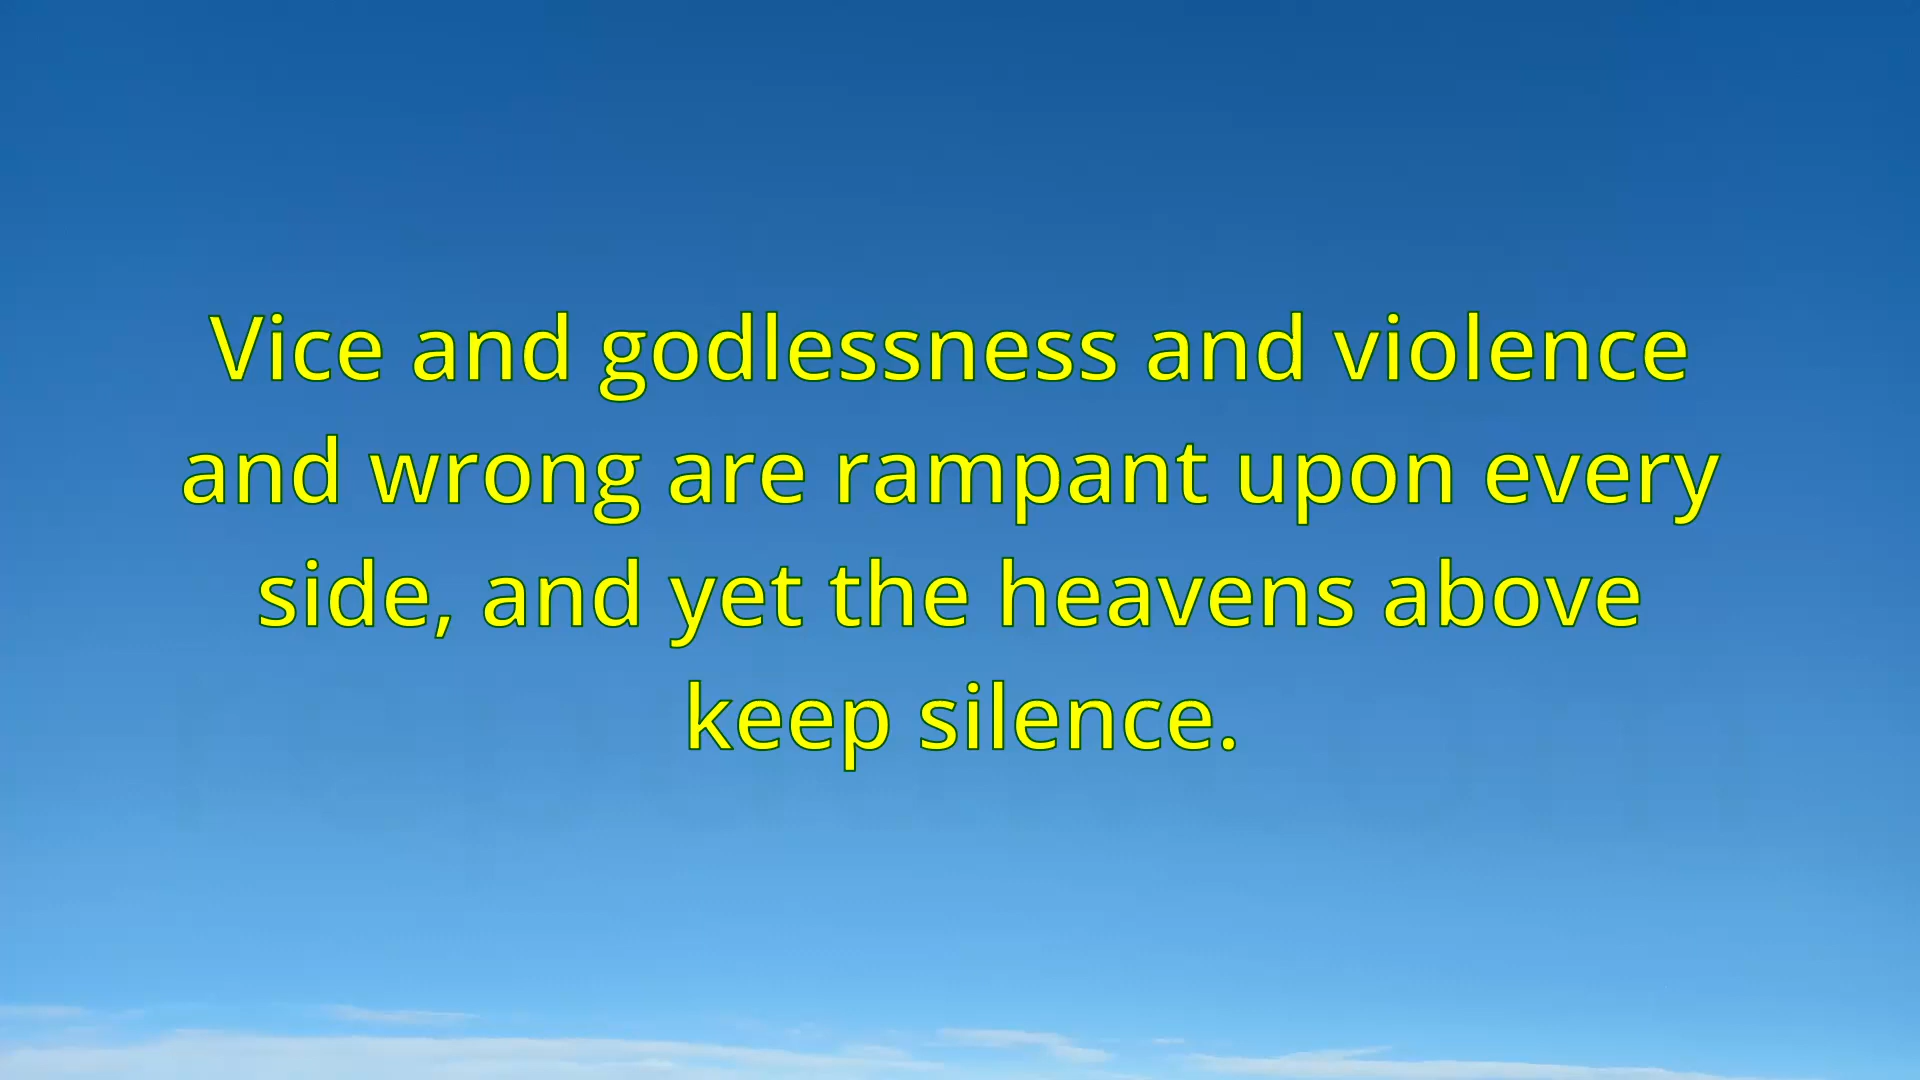 Vice and godlessness and violence
and wrong are rampant upon every
side, and yet the heavens above
keep silence.